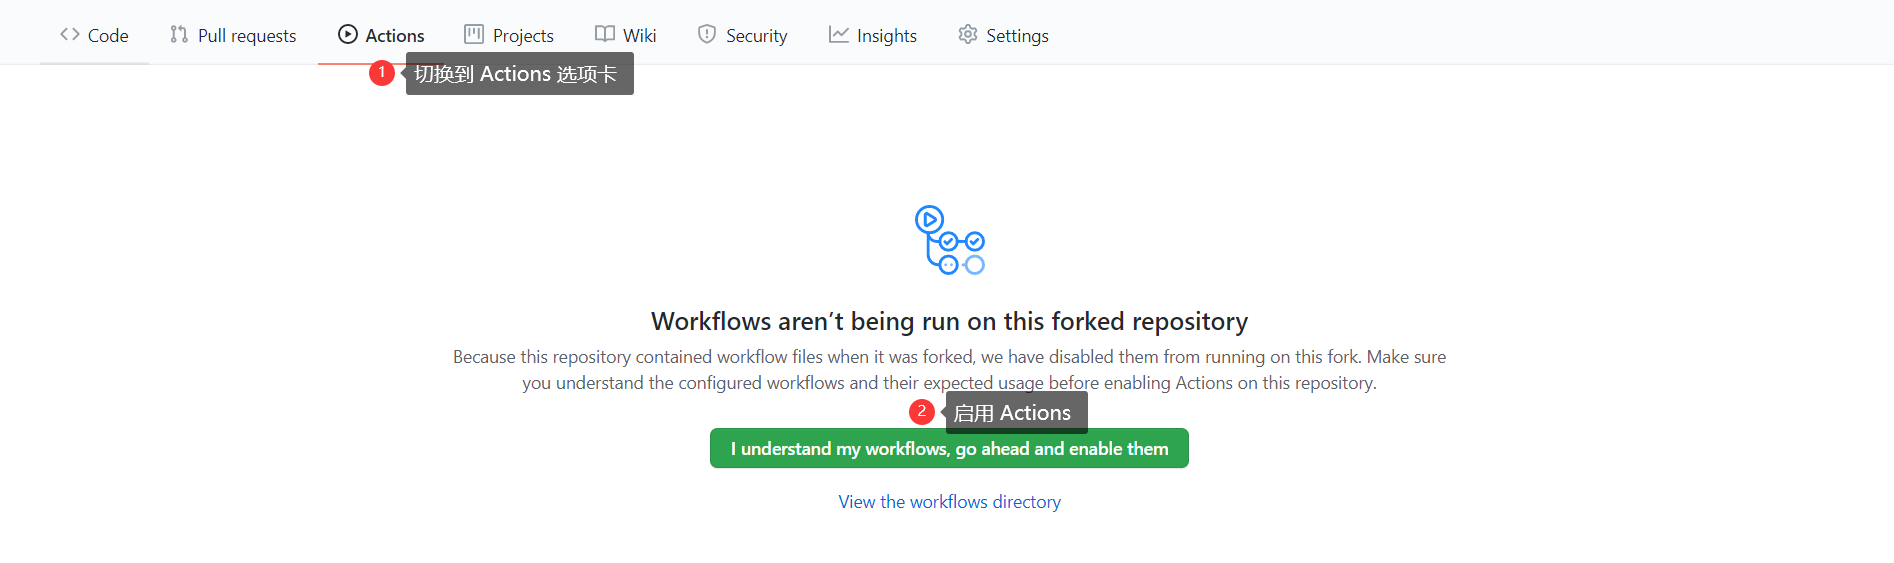 Code Pull requests Actions Projects Wiki Security Insights Settings
1 切换到 Actions 选项卡
Workflows aren’t being run on this forked repository
Because this repository contained workflow files when it was forked, we have disabled them from running on this fork. Make sure
you understand the configured workflows and their expected usage before enabling Actions on this repository.
2 启用 Actions
I understand my workflows, go ahead and enable them
View the workflows directory